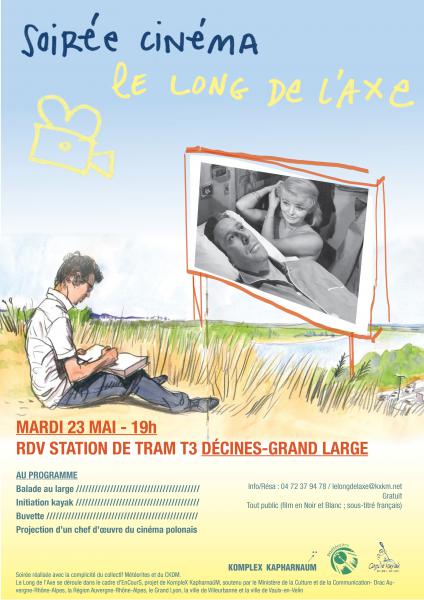 Soirée cinéma
Le Long de l'Axe
MARDI 23 MAI - 19h
RDV STATION DE TRAM T3 DÉCINES-GRAND LARGE
AU PROGRAMME
Balade au large ////////////////////////////////////////
Initiation kayak ////////////////////////////////////////
Buvette /////////////////////////////////////////////////
Projection d'un chef d'œuvre du cinéma polonais
Info/Résa : 04 72 37 94 78 / lelongdelaxe@kxkm.net
Gratuit
Tout public (film en Noir et Blanc ; sous-titré français)
KOMPLEX KAPHARNAÜM
Soirée réalisée avec la complicité du collectif Météorites et du CKDM.
Le Long de l'Axe se déroule dans le cadre d'EnCourS, projet de KompleX KapharnaüM, soutenu par le Ministère de la Culture et de la Communication- Drac Au-
vergne-Rhône-Alpes, la Région Auvergne-Rhône-Alpes, le Grand Lyon, la ville de Villeurbanne et la ville de Vaulx-en-Velin